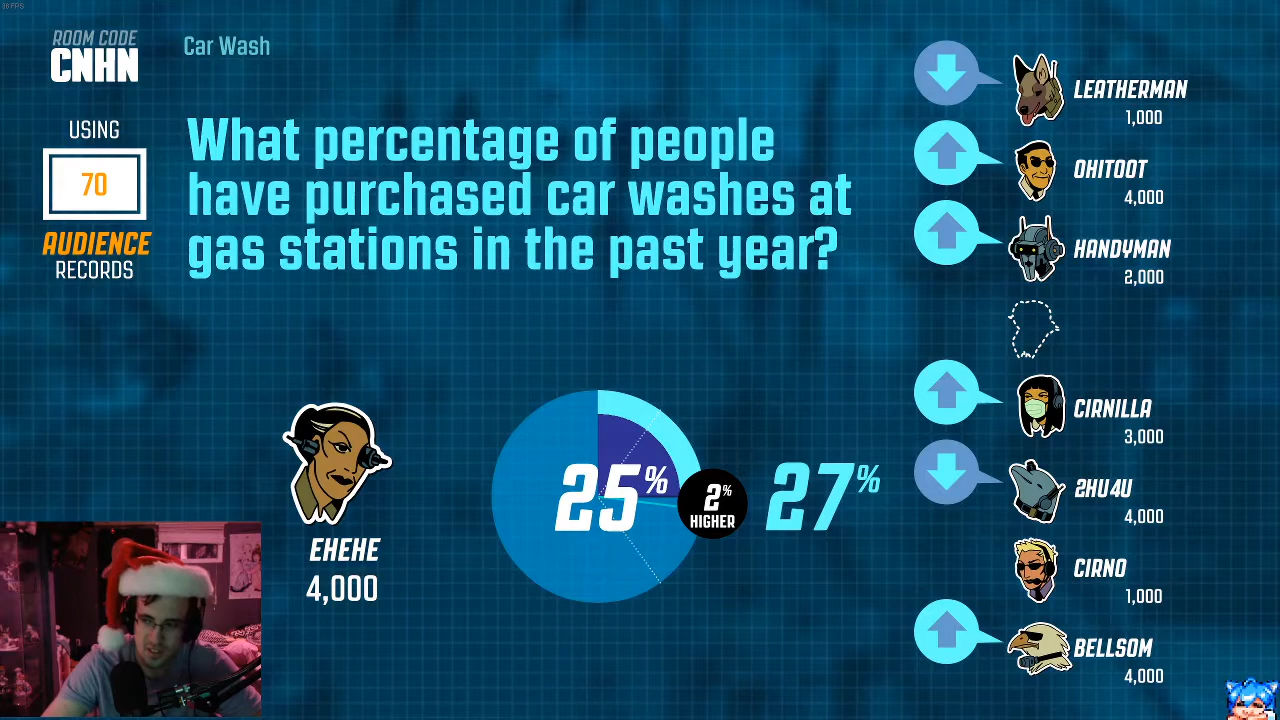 38 FPS
ROOM CODE
CNHN
Car Wash
USING
70
AUDIENCE
RECORDS
What percentage of people
have purchased car washes at
gas stations in the past year?
EHEHE
4,000
25%
2%
HIGHER
27%
LEATHERMAN
1,000
OHITOOT
4,000
HANDYMAN
2,000
CIRNILLA
3,000
2HU4U
4,000
CIRNO
1,000
BELLSOM
4,000